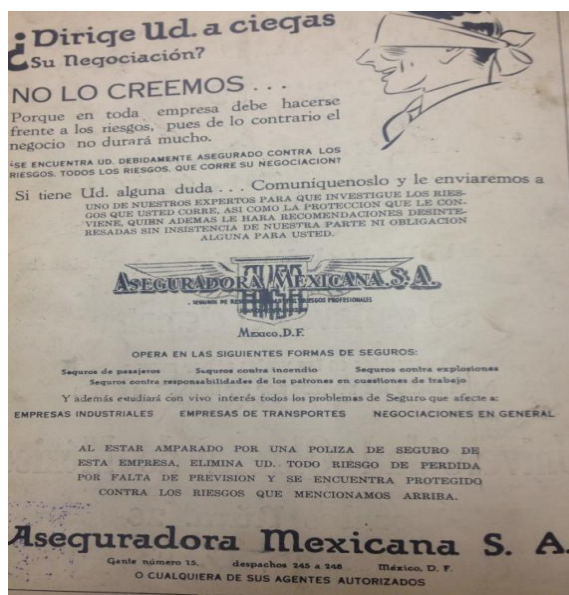 ¿Dirige Ud. a ciegas
Su Negociación?
NO LO CREEMOS . . .
Porque en toda empresa debe hacerse
frente a los riesgos, pues de lo contrario el
negocio no durará mucho.
¿SE ENCUENTRA UD. DEBIDAMENTE ASEGURADO CONTRA LOS
RIESGOS, TODOS LOS RIESGOS, QUE CORRE SU NEGOCIACION?
Si tiene Ud. alguna duda . . . Comuníquenoslo y le enviaremos a
UNO DE NUESTROS EXPERTOS PARA QUE INVESTIGUE LOS RIES-
GOS QUE USTED CORRE, ASI COMO LA PROTECCION QUE LE CON-
VIENE, QUIEN ADEMAS LE HARA RECOMENDACIONES DESINTE-
RESADAS SIN INSISTENCIA DE NUESTRA PARTE NI OBLIGACION
ALGUNA PARA USTED.
ASEGURADORA MEXICANA, S.A.
SEGUROS DE RIESGOS PROFESIONALES
MEXICO, D.F.
OPERA EN LAS SIGUIENTES FORMAS DE SEGUROS:
Seguros de pasajeros Seguros contra incendio Seguros contra explosiones
Seguros contra responsabilidades de los patrones en cuestiones de trabajo
Y además estudiará con vivo interés todos los problemas de Seguro que afecte a:
EMPRESAS INDUSTRIALES EMPRESAS DE TRANSPORTES NEGOCIACIONES EN GENERAL
AL ESTAR AMPARADO POR UNA POLIZA DE SEGURO DE
ESTA EMPRESA, ELIMINA UD. TODO RIESGO DE PERDIDA
POR FALTA DE PREVISION Y SE ENCUENTRA PROTEGIDO
CONTRA LOS RIESGOS QUE MENCIONAMOS ARRIBA.
Aseguradora Mexicana S. A.
Gante número 15. despachos 245 a 248 México, D. F.
O CUALQUIERA DE SUS AGENTES AUTORIZADOS